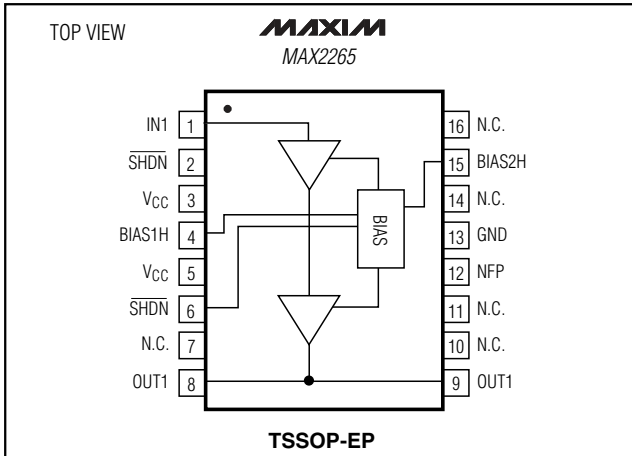 TOP VIEW
MAXIM
MAX2265
IN1 1
SHDN 2
VCC 3
BIAS1H 4
VCC 5
SHDN 6
N.C. 7
OUT1 8
BIAS
16 N.C.
15 BIAS2H
14 N.C.
13 GND
12 NFP
11 N.C.
10 N.C.
9 OUT1
TSSOP-EP